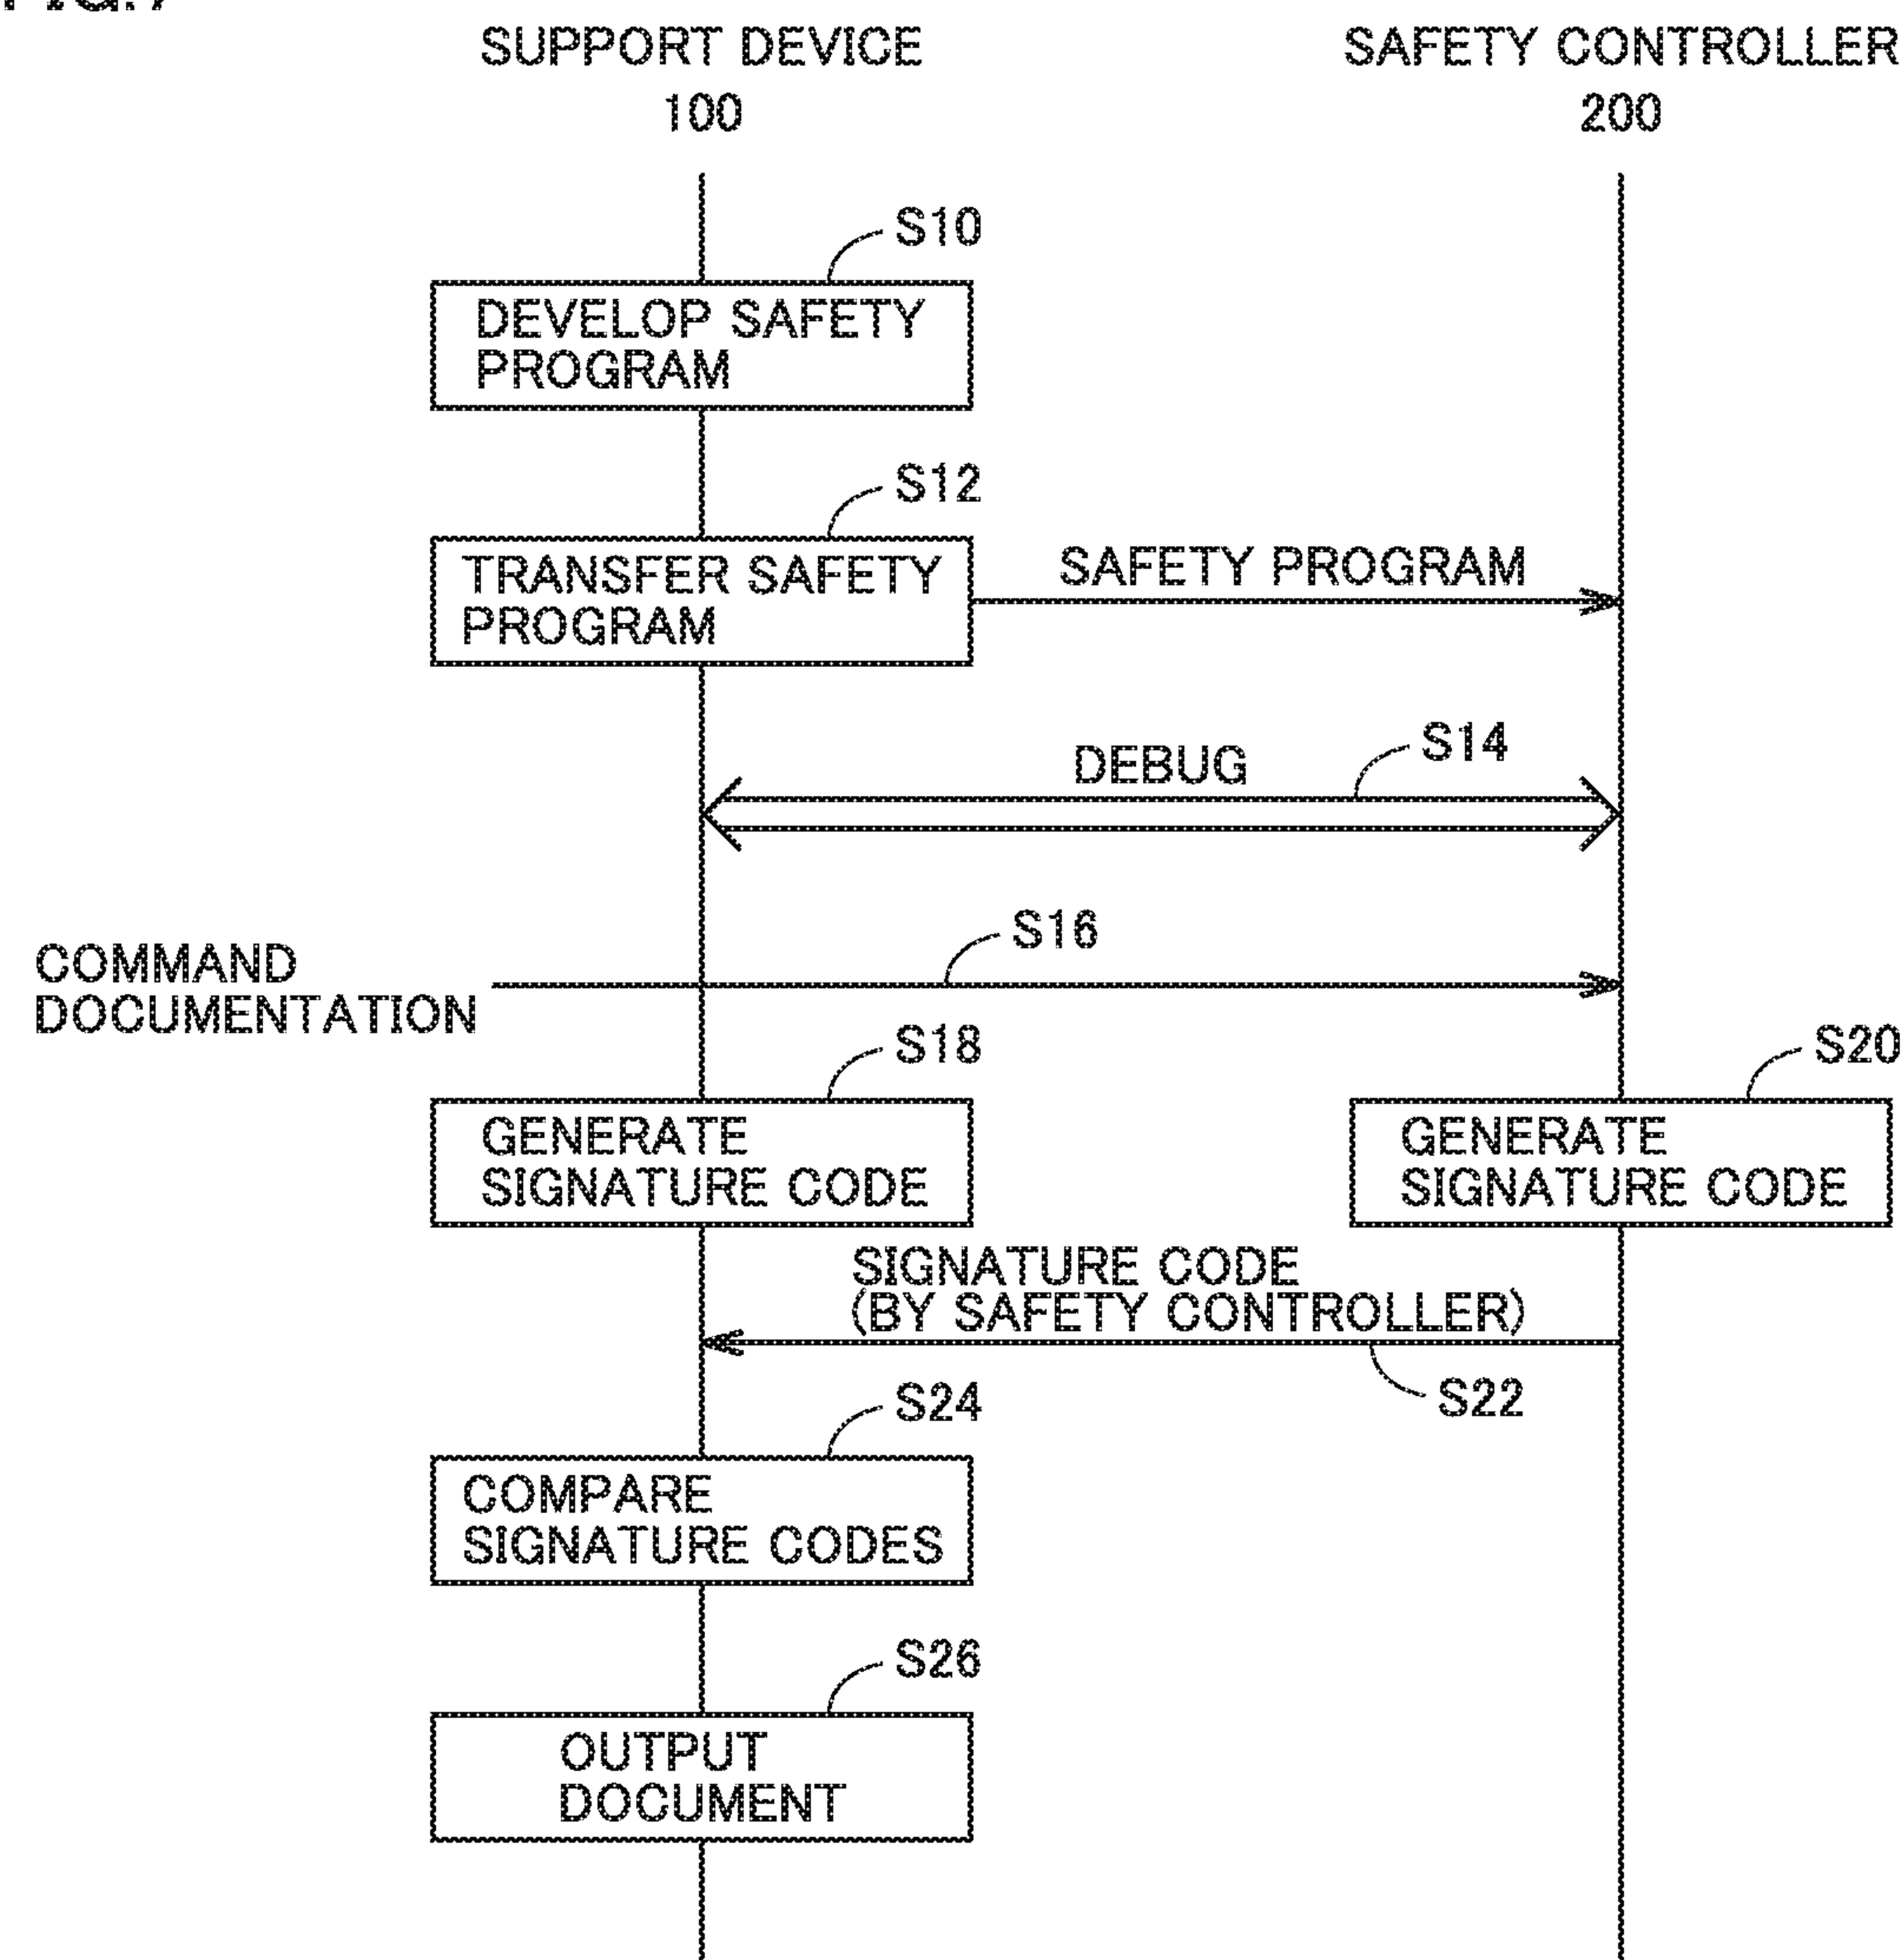 SUPPORT DEVICE
100
SAFETY CONTROLLER
200
S10
DEVELOP SAFETY
PROGRAM
S12
TRANSFER SAFETY
PROGRAM
SAFETY PROGRAM
S14
DEBUG
S16
COMMAND
DOCUMENTATION
S18
GENERATE
SIGNATURE CODE
S20
GENERATE
SIGNATURE CODE
SIGNATURE CODE
(BY SAFETY CONTROLLER)
S22
S24
COMPARE
SIGNATURE CODES
S26
OUTPUT
DOCUMENT